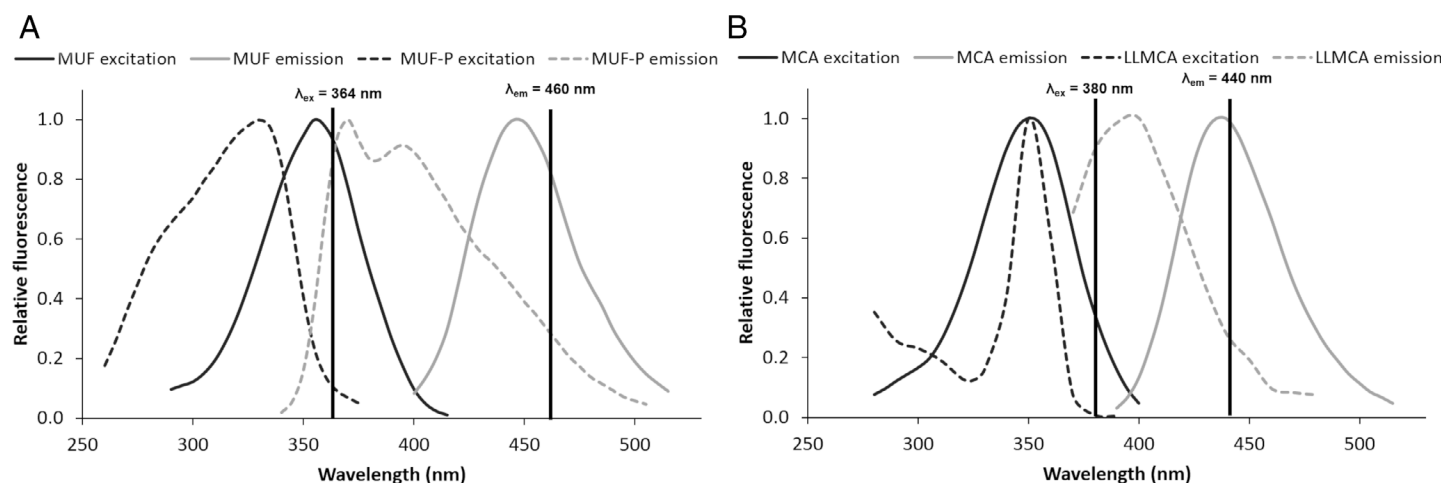 A
MUF excitation MUF emission MUF-P excitation MUF-P emission
λex = 364 nm
λem = 460 nm
1.0
0.8
0.6
0.4
0.2
0.0
Relative fluorescence
250 300 350 400 450 500
Wavelength (nm)
B
MCA excitation MCA emission LLMCA excitation LLMCA emission
λex = 380 nm
λem = 440 nm
1.0
0.8
0.6
0.4
0.2
0.0
Relative fluorescence
250 300 350 400 450 500
Wavelength (nm)